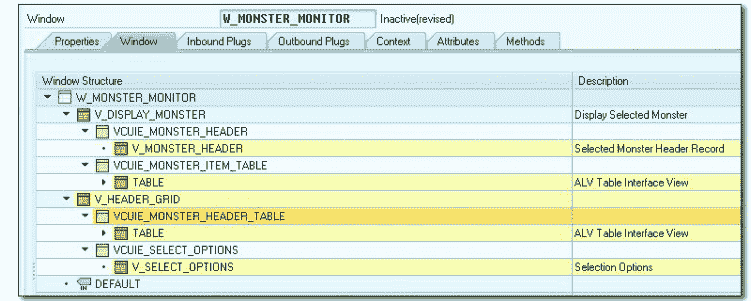 Window W_MONSTER_MONITOR Inactive(revised)
Properties Window Inbound Plugs Outbound Plugs Context Attributes Methods
Window Structure Description
W_MONSTER_MONITOR
V_DISPLAY_MONSTER Display Selected Monster
VCUIE_MONSTER_HEADER
V_MONSTER_HEADER Selected Monster Header Record
VCUIE_MONSTER_ITEM_TABLE
TABLE ALV Table Interface View
V_HEADER_GRID
VCUIE_MONSTER_HEADER_TABLE
TABLE ALV Table Interface View
VCUIE_SELECT_OPTIONS
V_SELECT_OPTIONS Selection Options
DEFAULT